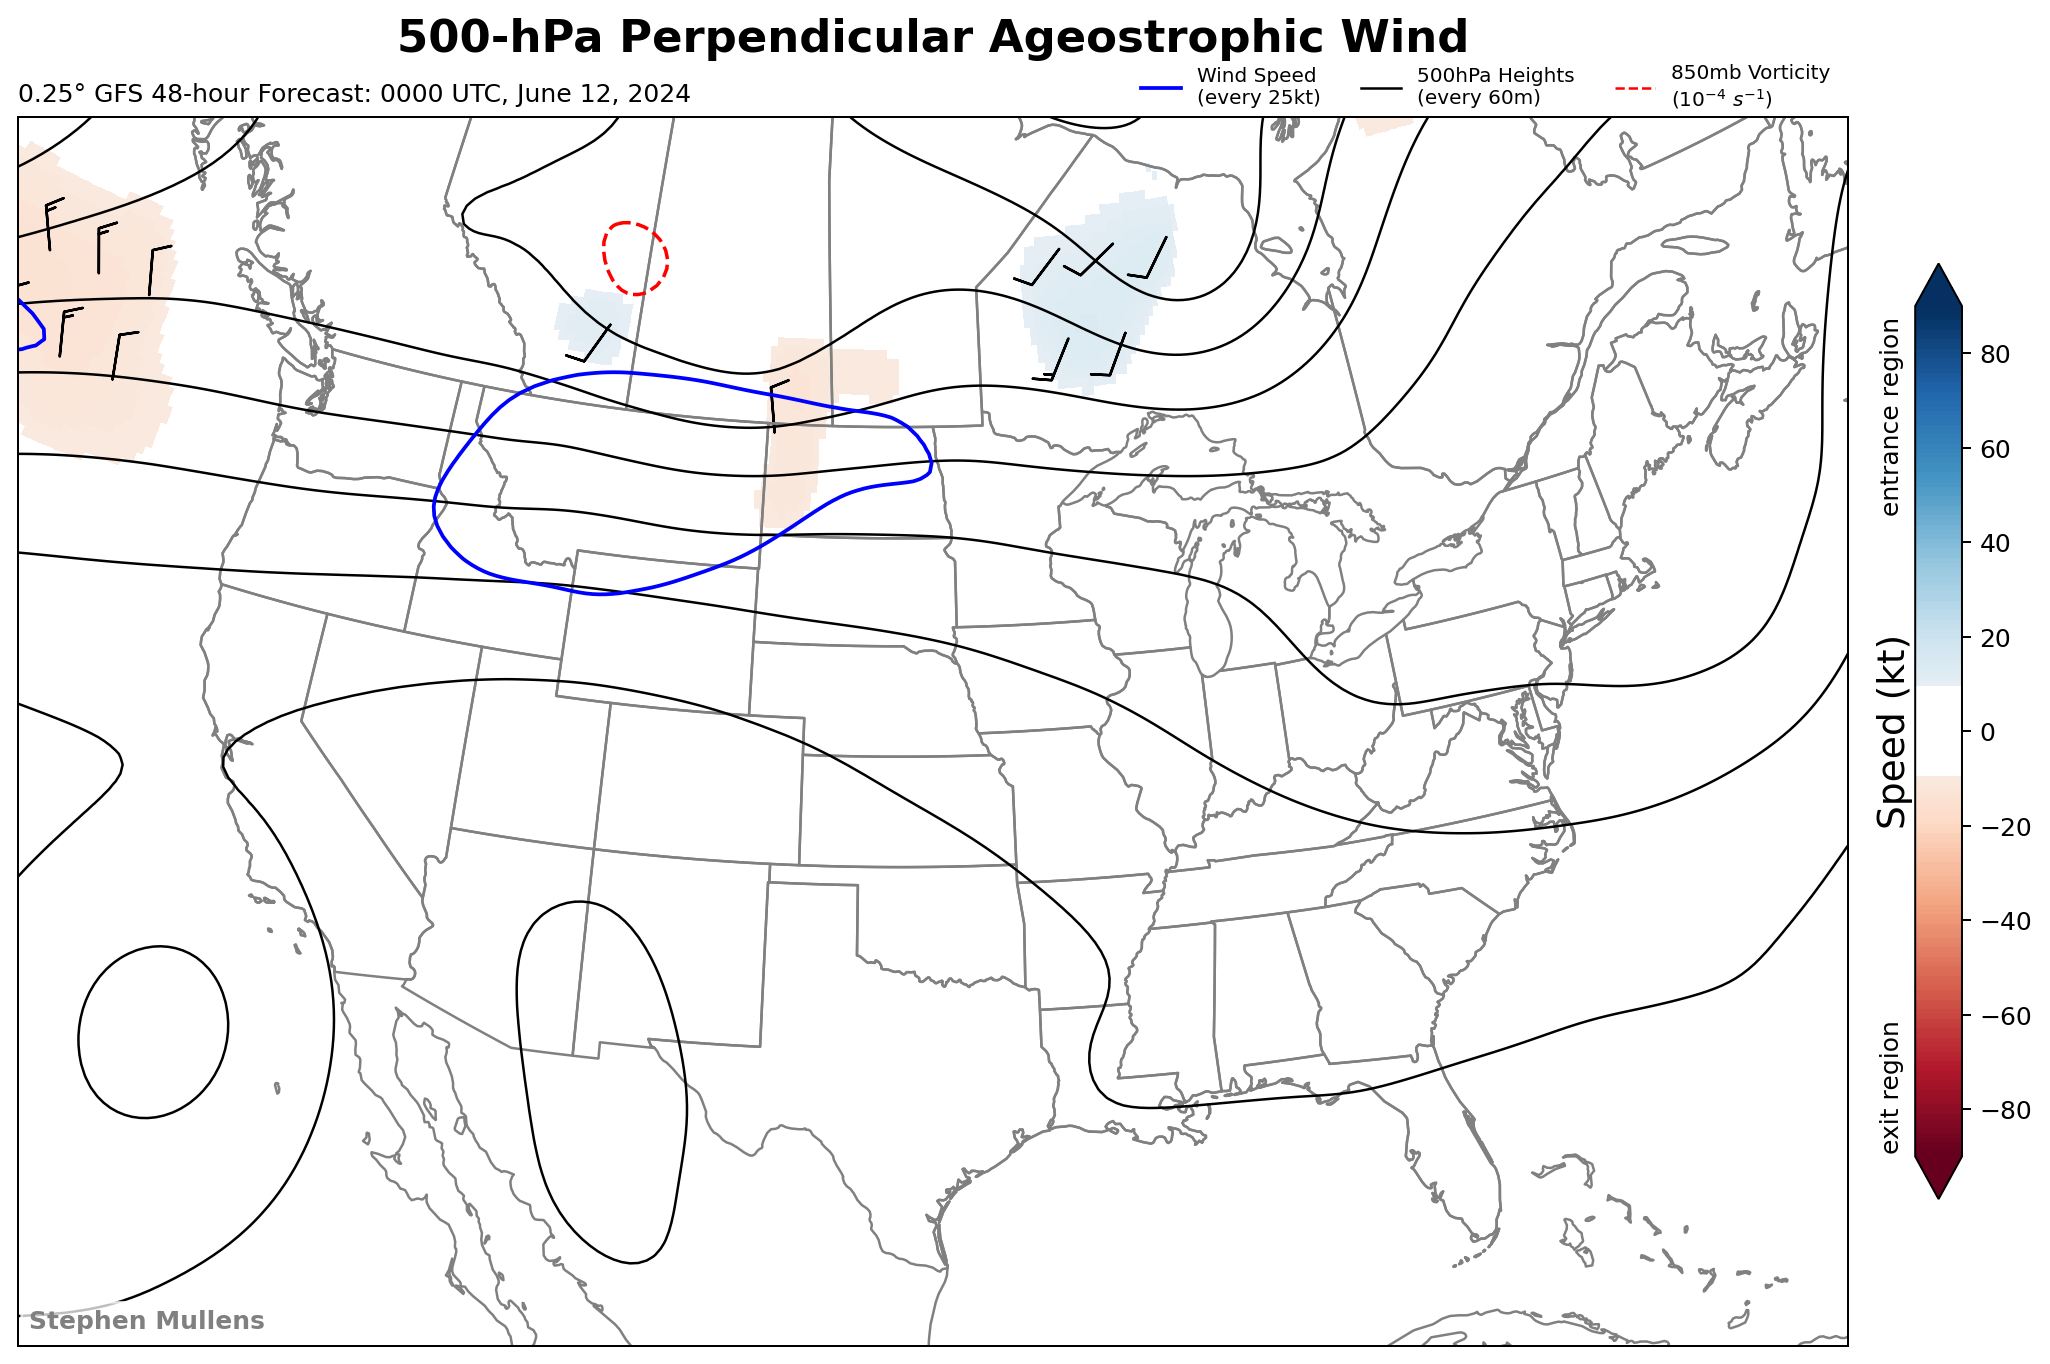 500-hPa Perpendicular Ageostrophic Wind
0.25° GFS 48-hour Forecast: 0000 UTC, June 12, 2024
Wind Speed
(every 25kt)
500hPa Heights
(every 60m)
850mb Vorticity
(10⁻⁴ s⁻¹)
entrance region
Speed (kt)
exit region
80
60
40
20
0
−20
−40
−60
−80
Stephen Mullens